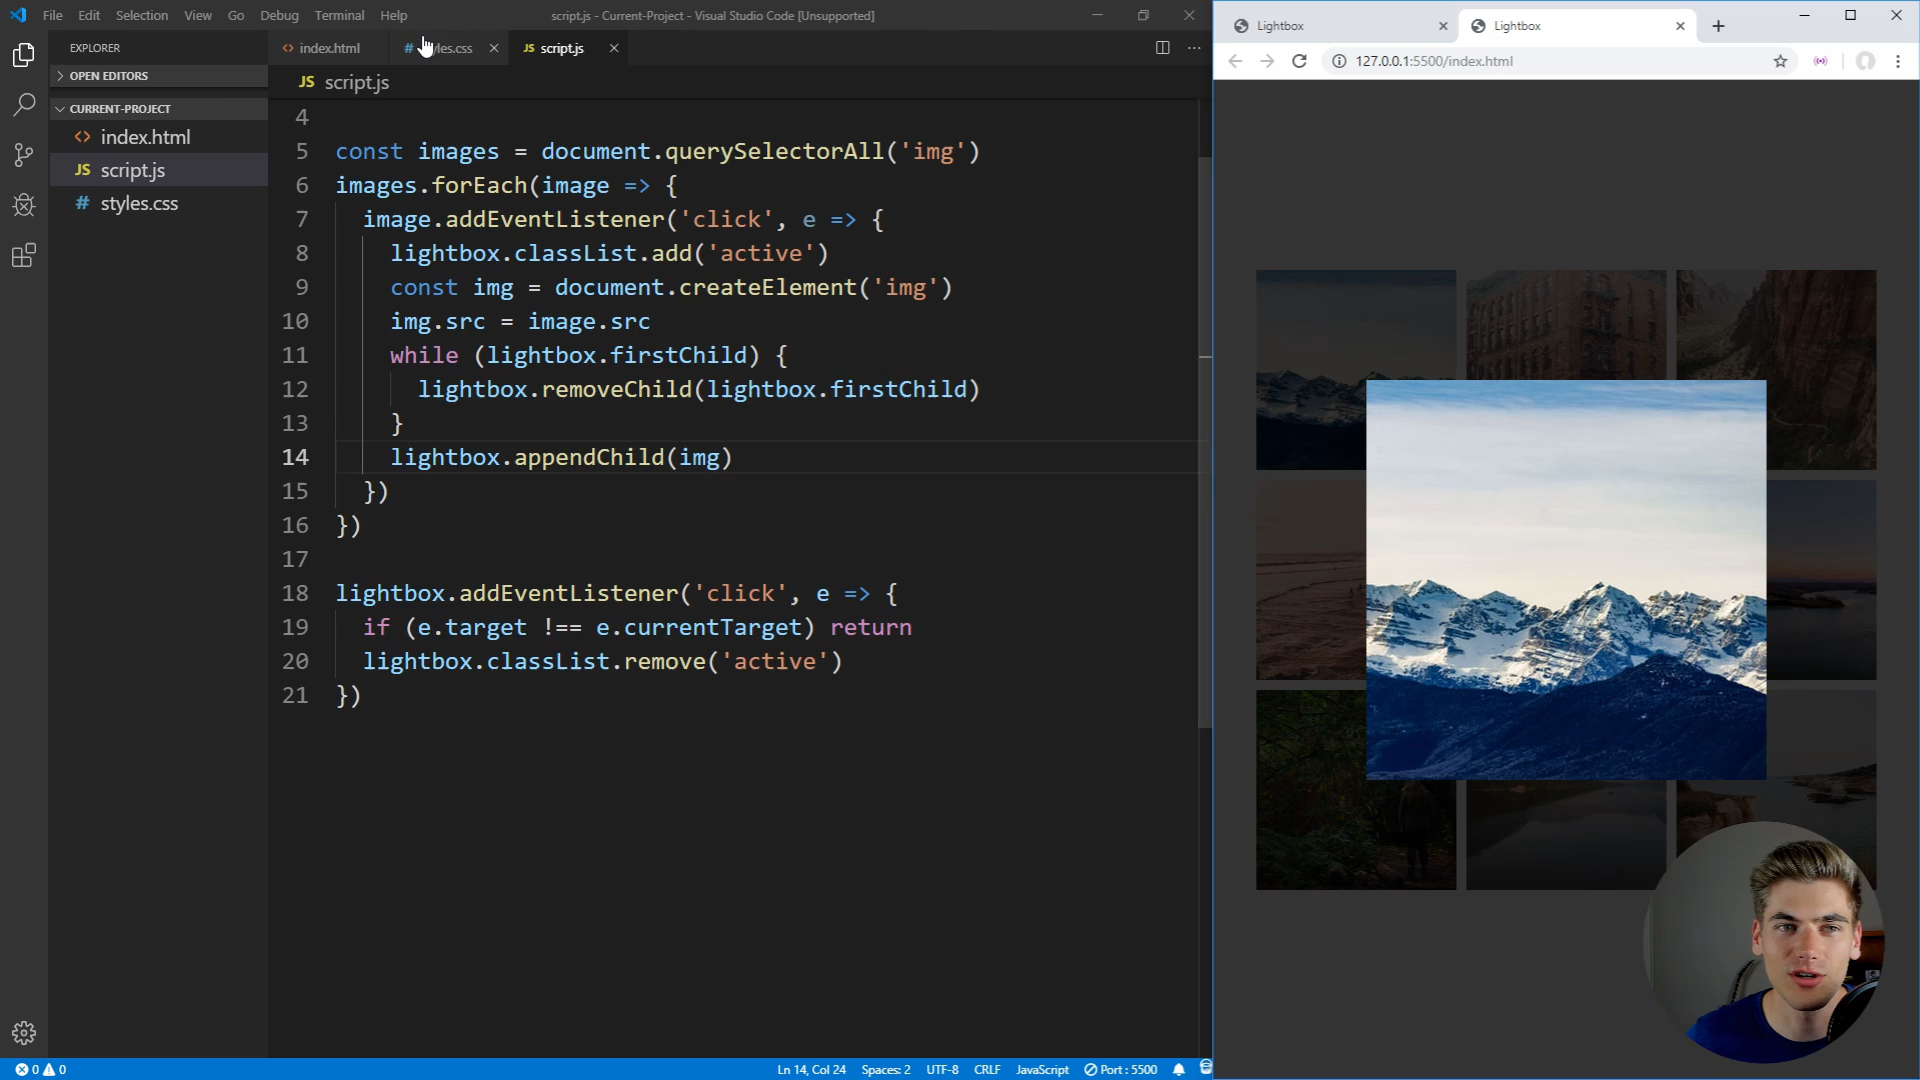 File Edit Selection View Go Debug Terminal Help
script.js - Current-Project - Visual Studio Code [Unsupported]
EXPLORER
OPEN EDITORS
CURRENT-PROJECT
<> index.html
JS script.js
# styles.css
<> index.html
# les.css
JS script.js
JS script.js
4
5 const images = document.querySelectorAll('img')
6 images.forEach(image => {
7 image.addEventListener('click', e => {
8 lightbox.classList.add('active')
9 const img = document.createElement('img')
10 img.src = image.src
11 while (lightbox.firstChild) {
12 lightbox.removeChild(lightbox.firstChild)
13 }
14 lightbox.appendChild(img)
15 })
16 })
17
18 lightbox.addEventListener('click', e => {
19 if (e.target !== e.currentTarget) return
20 lightbox.classList.remove('active')
21 })
0 0
Ln 14, Col 24 Spaces: 2 UTF-8 CRLF JavaScript Port : 5500
Lightbox
Lightbox
127.0.0.1:5500/index.html